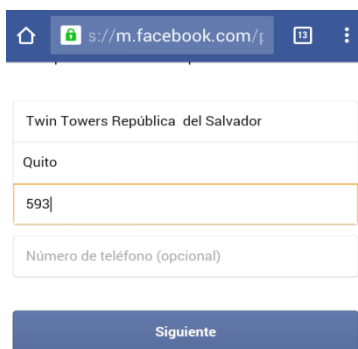 s://m.facebook.com/p
13
Twin Towers República del Salvador
Quito
593
Número de teléfono (opcional)
Siguiente